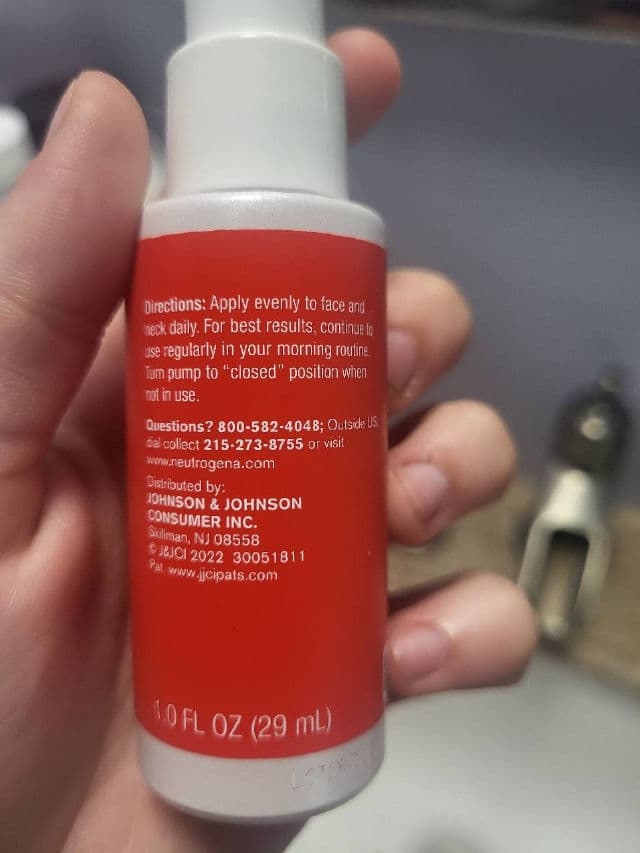 Directions: Apply evenly to face and
neck daily. For best results, continue to
use regularly in your morning routine.
Turn pump to "closed" position when
not in use.
Questions? 800-582-4048; Outside US,
dial collect 215-273-8755 or visit
www.neutrogena.com
Distributed by:
JOHNSON & JOHNSON
CONSUMER INC.
Skillman, NJ 08558
© J&JCI 2022 30051811
Pat. www.jjcipats.com
1.0 FL OZ (29 mL)